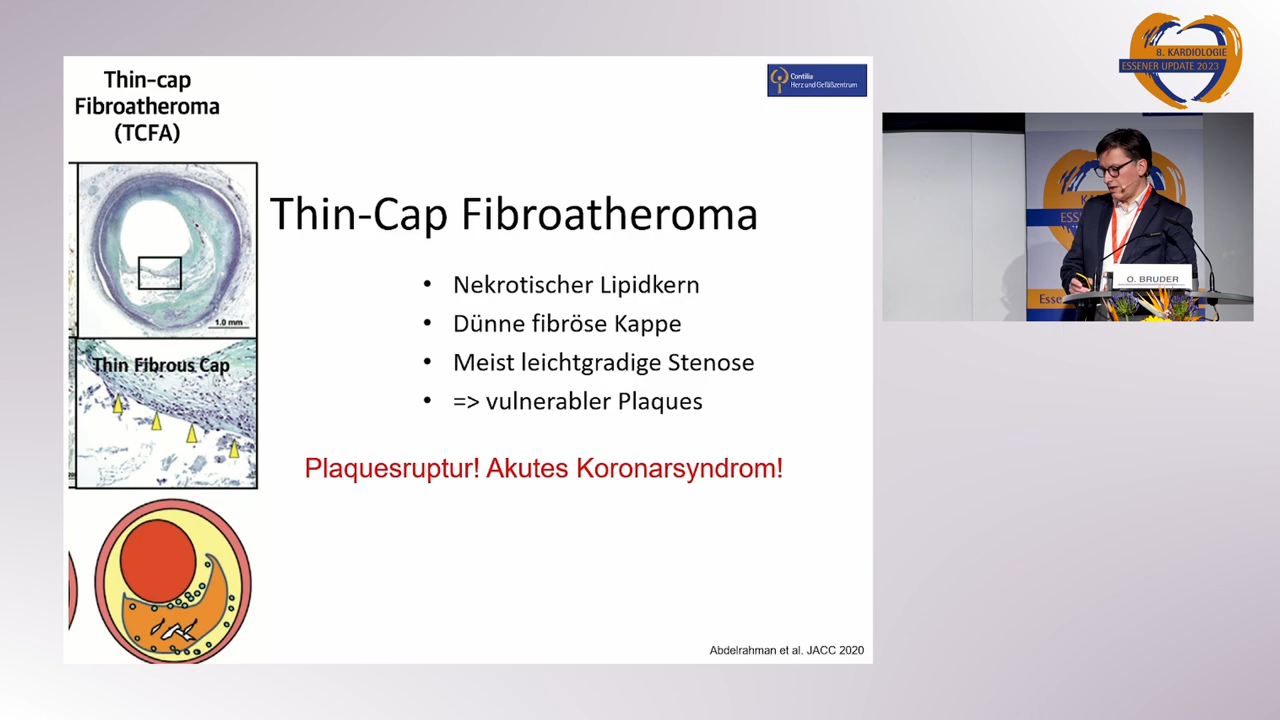 Thin-cap
Fibroatheroma
(TCFA)
1.0 mm
Thin Fibrous Cap
Contilia
Herz und Gefäßzentrum
Thin-Cap Fibroatheroma
• Nekrotischer Lipidkern
• Dünne fibröse Kappe
• Meist leichtgradige Stenose
• => vulnerabler Plaques
Plaquesruptur! Akutes Koronarsyndrom!
Abdelrahman et al. JACC 2020
8. KARDIOLOGIE
ESSENER UPDATE 2023
O. BRUDER